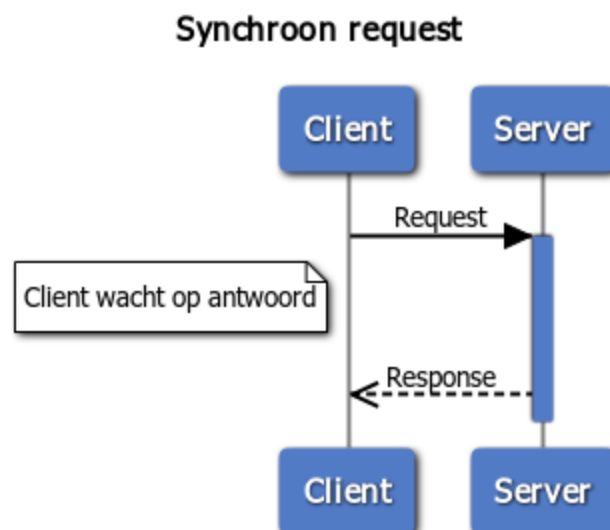 Synchroon request
Client
Server
Request
Client wacht op antwoord
Response
Client
Server